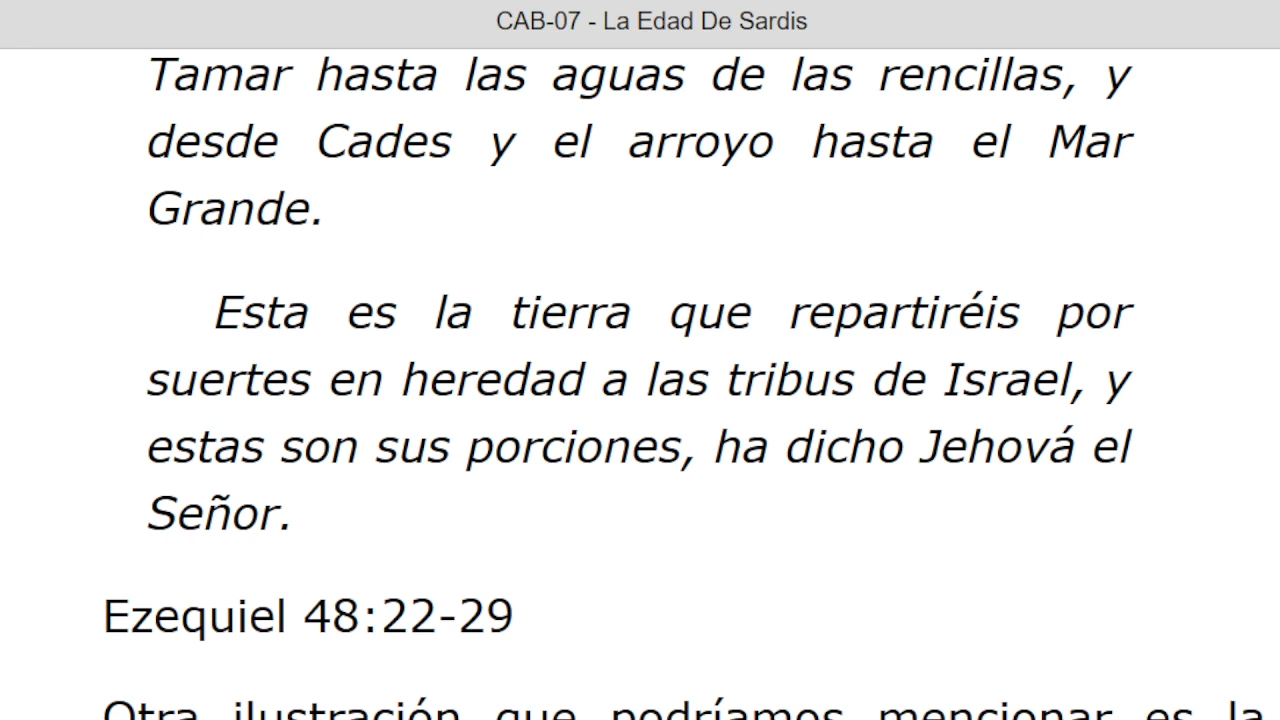 CAB-07 - La Edad De Sardis
Tamar hasta las aguas de las rencillas, y
desde Cades y el arroyo hasta el Mar
Grande.
Esta es la tierra que repartiréis por
suertes en heredad a las tribus de Israel, y
estas son sus porciones, ha dicho Jehová el
Señor.
Ezequiel 48:22-29
Otra ilustración que podríamos mencionar es la